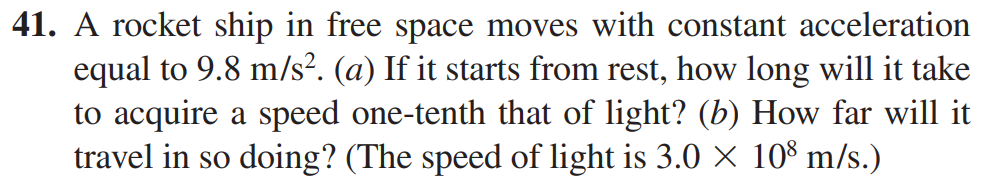 41. A rocket ship in free space moves with constant acceleration
equal to 9.8 m/s². (a) If it starts from rest, how long will it take
to acquire a speed one-tenth that of light? (b) How far will it
travel in so doing? (The speed of light is 3.0 × 10⁸ m/s.)